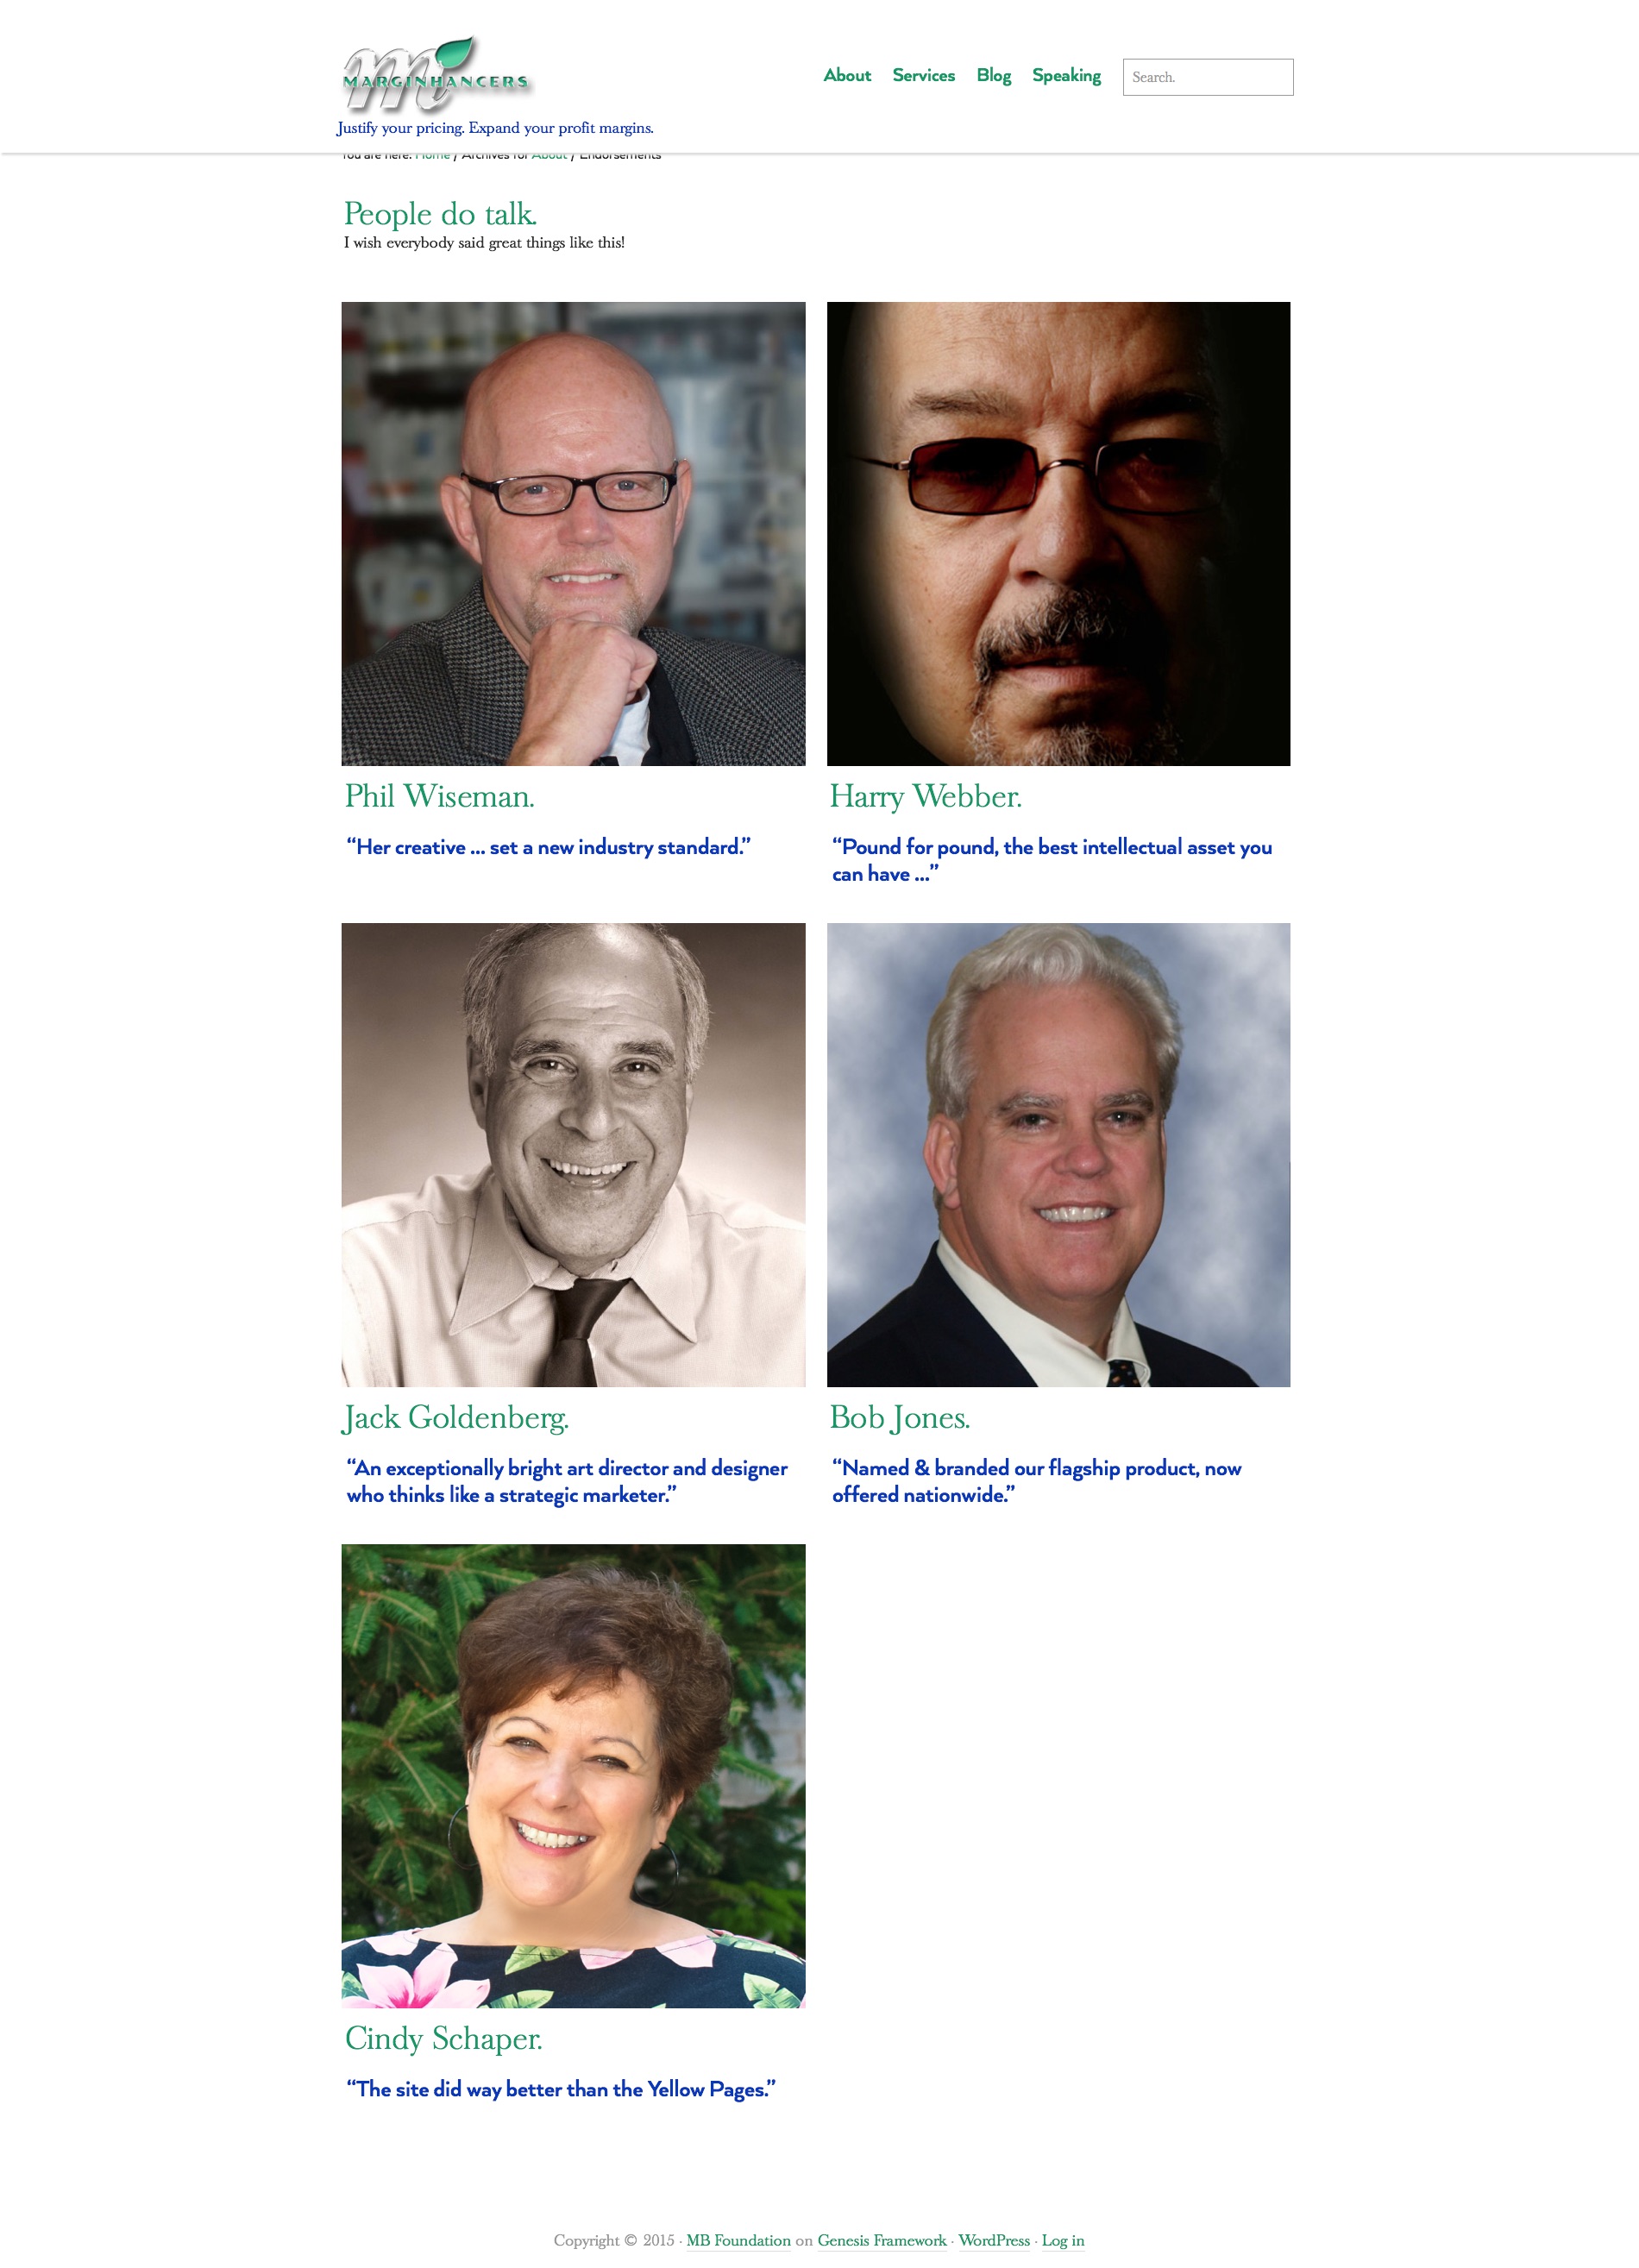 MARGINHANCERS
About Services Blog Speaking Search.
Justify your pricing. Expand your profit margins.
You are here: Home / Archives for About / Endorsements
People do talk.
I wish everybody said great things like this!
Phil Wiseman.
“Her creative ... set a new industry standard.”
Harry Webber.
“Pound for pound, the best intellectual asset you
can have ...”
Jack Goldenberg.
“An exceptionally bright art director and designer
who thinks like a strategic marketer.”
Bob Jones.
“Named & branded our flagship product, now
offered nationwide.”
Cindy Schaper.
“The site did way better than the Yellow Pages.”
Copyright © 2015 · MB Foundation on Genesis Framework · WordPress · Log in